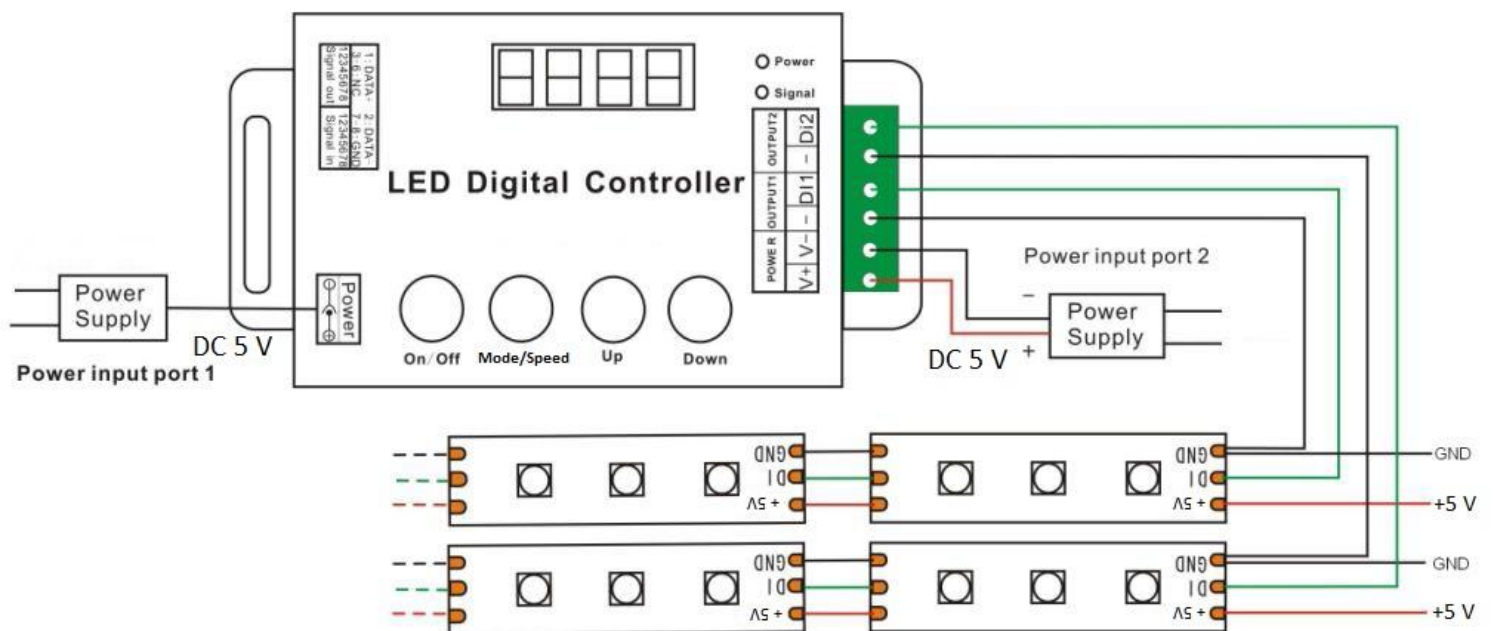 1: DATA+ 2: DATA-
3-6: NC 7-8: GND
12345678 12345678
Signal out Signal in
Power
Signal
OUTPUT2 Di2
-
OUTPUT1 DI1
-
POWER V-
V+
LED Digital Controller
Power
Supply
DC 5 V
Power input port 1
Power
On/Off
Mode/Speed
Up
Down
Power input port 2
-
+
Power
Supply
DC 5 V
GND
DI
+ 5V
GND
DI
+ 5V
GND
+5 V
GND
DI
+ 5V
GND
DI
+ 5V
GND
+5 V